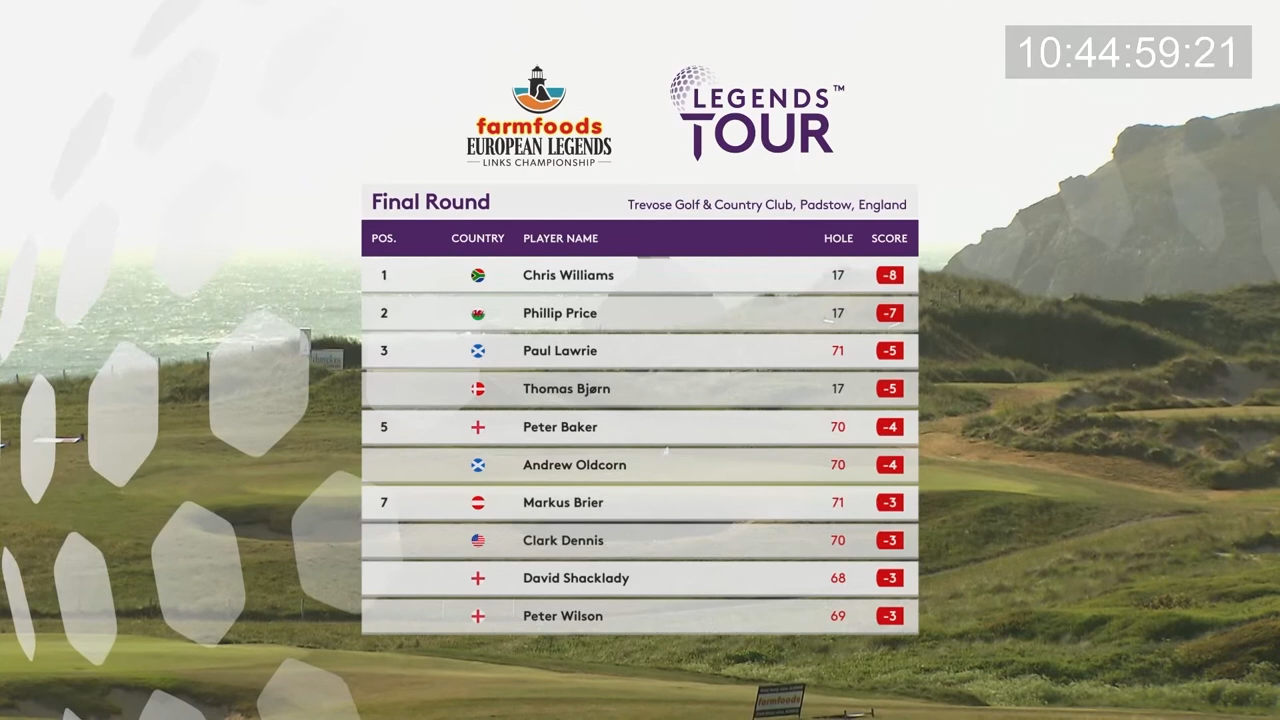 10:44:59:21
farmfoods
EUROPEAN LEGENDS
LINKS CHAMPIONSHIP
LEGENDS™
TOUR
Final Round Trevose Golf & Country Club, Padstow, England
POS. COUNTRY PLAYER NAME HOLE SCORE
1 Chris Williams 17 -8
2 Phillip Price 17 -7
3 Paul Lawrie 71 -5
Thomas Bjørn 17 -5
5 Peter Baker 70 -4
Andrew Oldcorn 70 -4
7 Markus Brier 71 -3
Clark Dennis 70 -3
David Shacklady 68 -3
Peter Wilson 69 -3
farmfoods